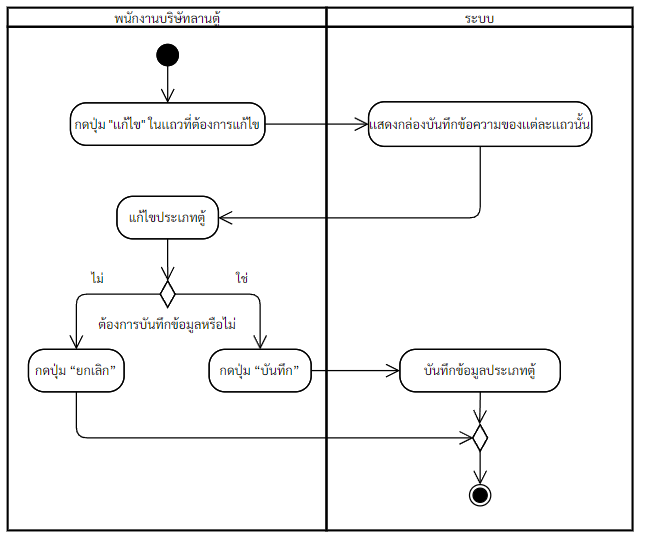 พนักงานบริษัทลานตู้
ระบบ
กดปุ่ม "แก้ไข" ในแถวที่ต้องการแก้ไข
แสดงกล่องบันทึกข้อความของแต่ละแถวนั้น
แก้ไขประเภทตู้
ไม่
ใช่
ต้องการบันทึกข้อมูลหรือไม่
กดปุ่ม “ยกเลิก”
กดปุ่ม “บันทึก”
บันทึกข้อมูลประเภทตู้